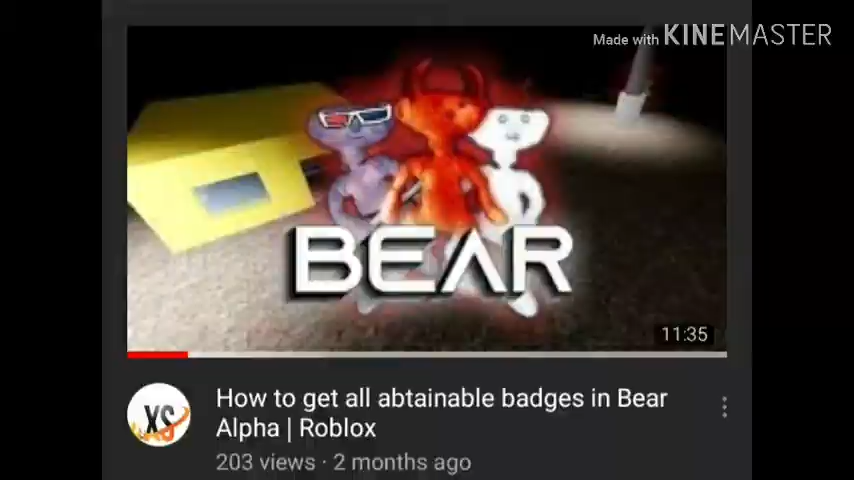 Made with KINEMASTER
BEAR
11:35
XS
How to get all abtainable badges in Bear
Alpha | Roblox
203 views · 2 months ago